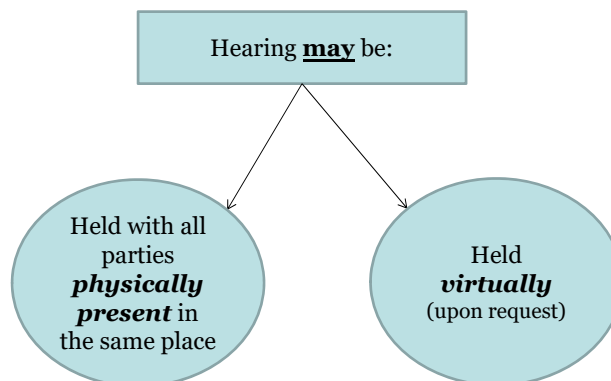 Hearing may be:
Held with all
parties
physically
present in
the same place
Held
virtually
(upon request)